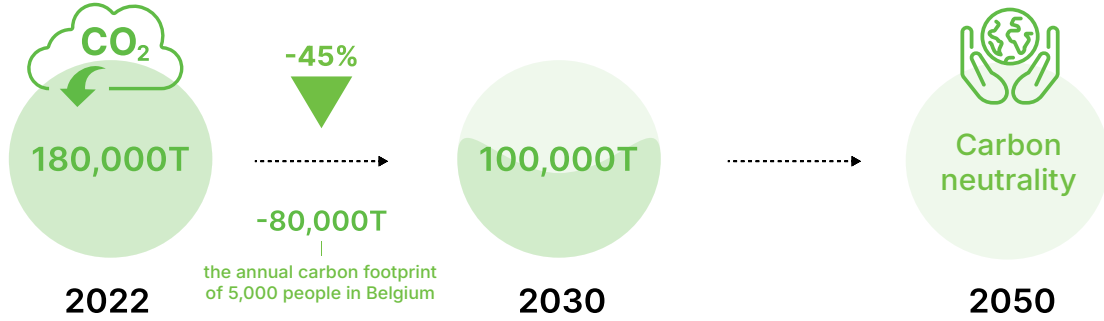 CO₂
-45%
180,000T
100,000T
Carbon
neutrality
-80,000T
the annual carbon footprint
of 5,000 people in Belgium
2022
2030
2050